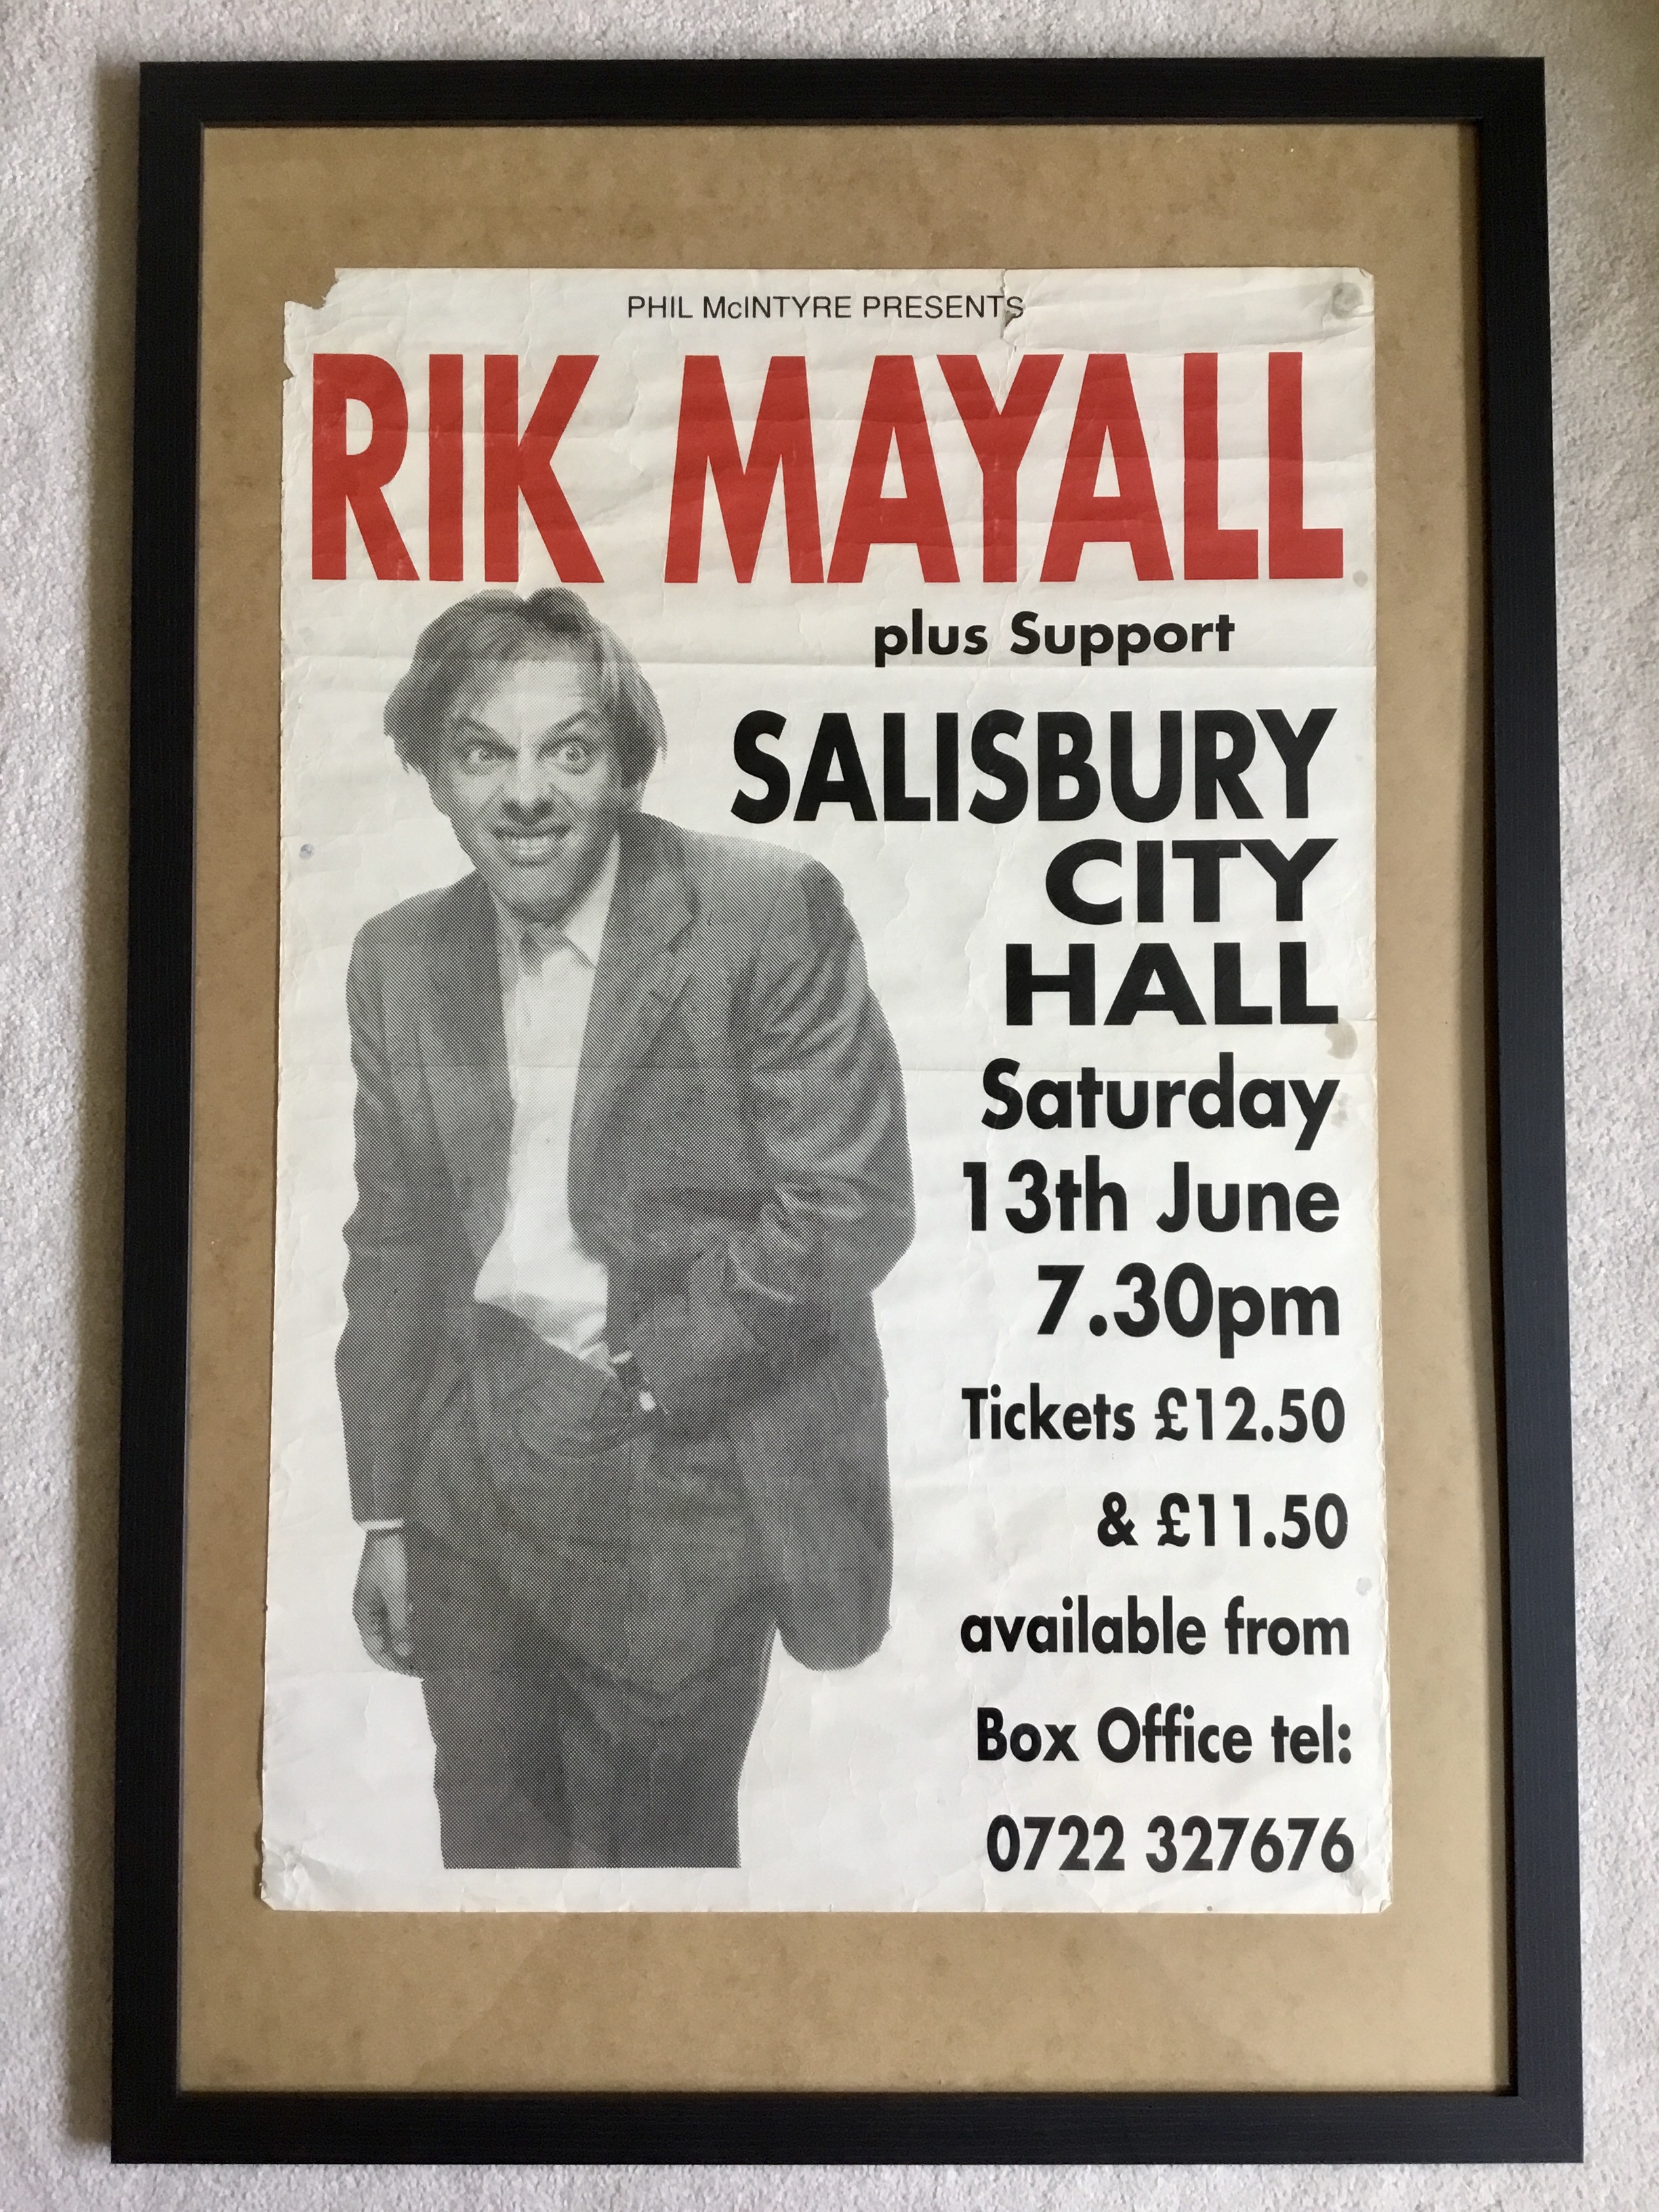 PHIL McINTYRE PRESENTS
RIK MAYALL
plus Support
SALISBURY
CITY
HALL
Saturday
13th June
7.30pm
Tickets £12.50
& £11.50
available from
Box Office tel:
0722 327676